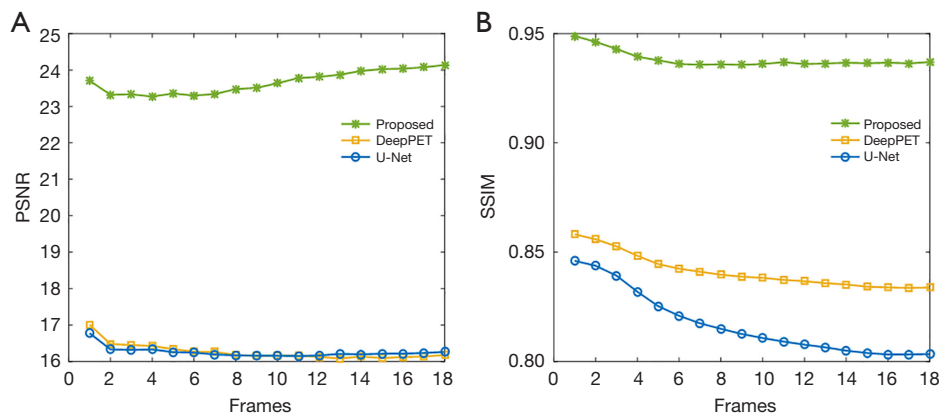 A
25
24
23
22
21
20
19
18
17
16
PSNR
0 2 4 6 8 10 12 14 16 18
Frames
Proposed
DeepPET
U-Net
B
0.95
0.90
0.85
0.80
SSIM
0 2 4 6 8 10 12 14 16 18
Frames
Proposed
DeepPET
U-Net